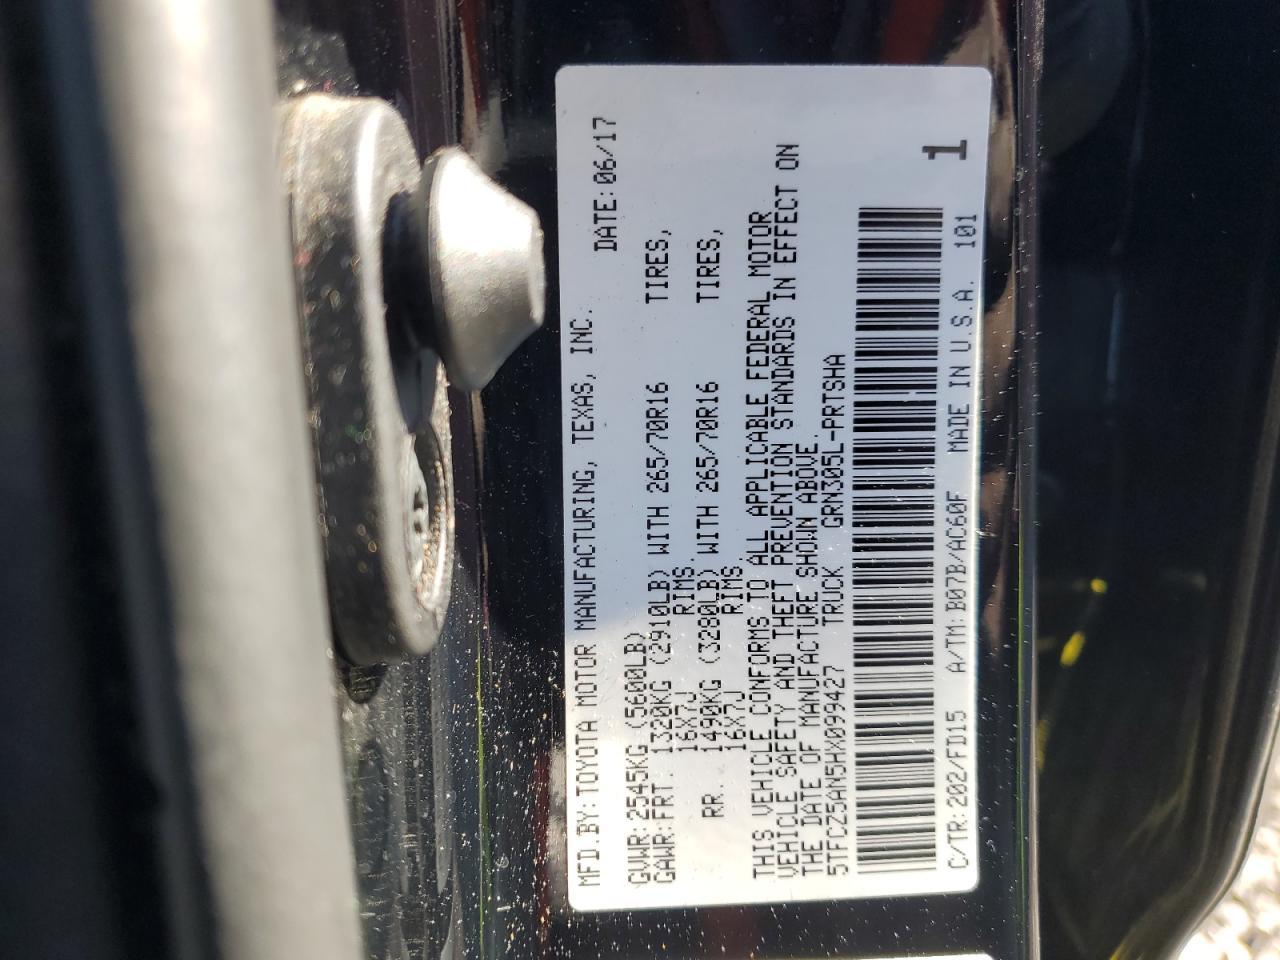 MFD.BY:TOYOTA MOTOR MANUFACTURING, TEXAS, INC.
DATE:06/17
GVWR:2545KG (5600LB)
GAWR:FRT. 1320KG (2910LB) WITH 265/70R16 TIRES,
16X7J RIMS,
RR. 1490KG (3280LB) WITH 265/70R16 TIRES,
16X7J RIMS.
THIS VEHICLE CONFORMS TO ALL APPLICABLE FEDERAL MOTOR
VEHICLE SAFETY AND THEFT PREVENTION STANDARDS IN EFFECT ON
THE DATE OF MANUFACTURE SHOWN ABOVE.
5TFCZ5AN5HX099427 TRUCK GRN305L-PRTSHA
1
C/TR:202/FD15 A/TM:B07B/AC60F MADE IN U.S.A. 101